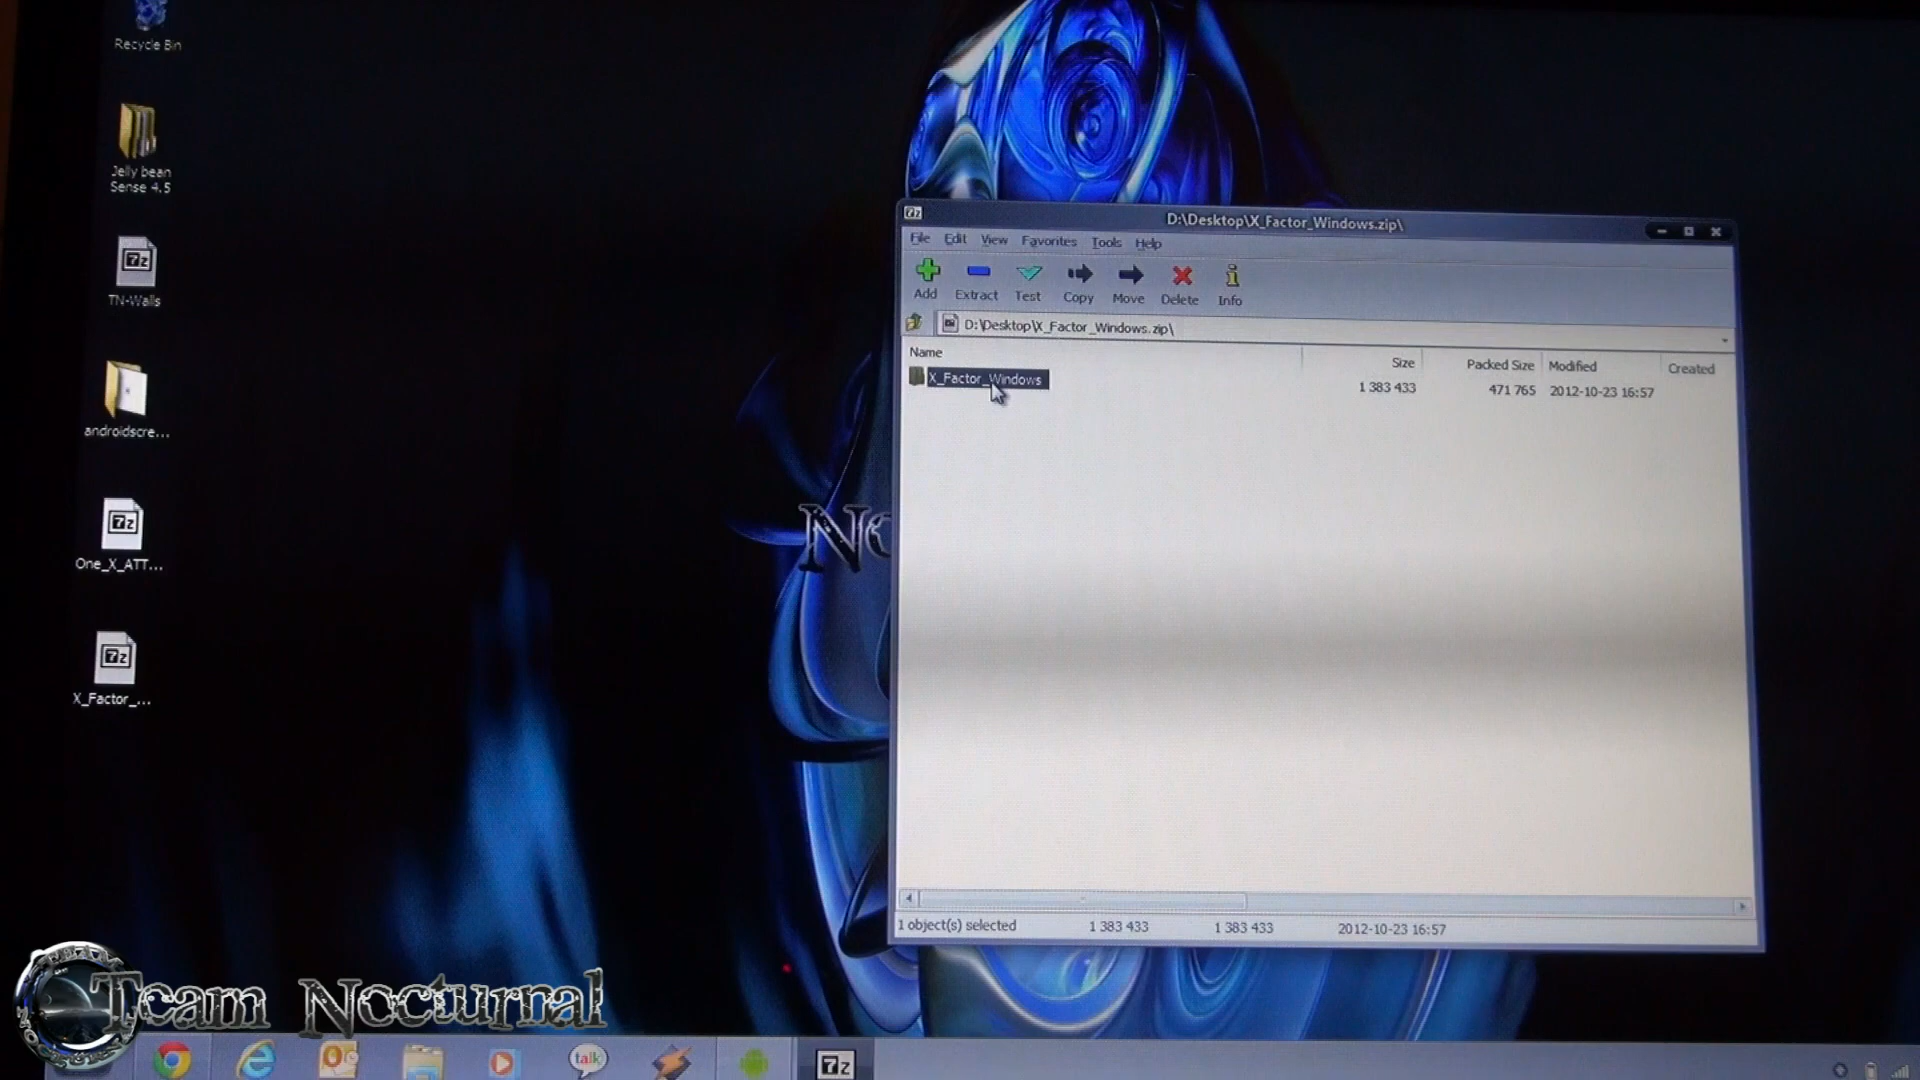 Recycle Bin
Jelly bean
Sense 4.5
TN-Walls
androidscre...
One_X_ATT...
X_Factor_...
No
D:\Desktop\X_Factor_Windows.zip\
File Edit View Favorites Tools Help
Add Extract Test Copy Move Delete Info
D:\Desktop\X_Factor_Windows.zip\
Name Size Packed Size Modified Created
X_Factor_Windows 1 383 433 471 765 2012-10-23 16:57
1 object(s) selected 1 383 433 1 383 433 2012-10-23 16:57
Team Nocturnal
talk
7z